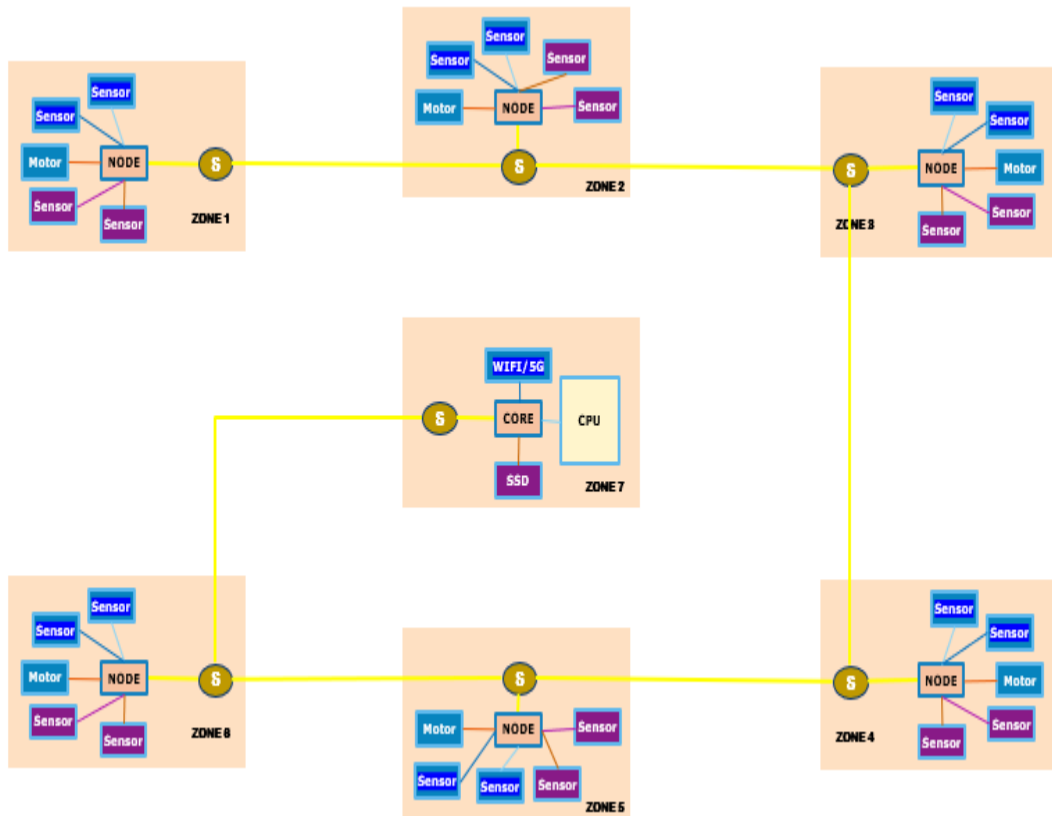 Sensor
Sensor
Motor
NODE
Sensor
Sensor
S
ZONE 1
Sensor
Sensor
Sensor
Motor
NODE
Sensor
S
ZONE 2
Sensor
Sensor
S
NODE
Motor
Sensor
Sensor
ZONE 3
WIFI/5G
S
CORE
CPU
SSD
ZONE 7
Sensor
Sensor
Motor
NODE
S
Sensor
Sensor
ZONE 6
S
Motor
NODE
Sensor
Sensor
Sensor
Sensor
ZONE 5
Sensor
Sensor
S
NODE
Motor
Sensor
Sensor
ZONE 4